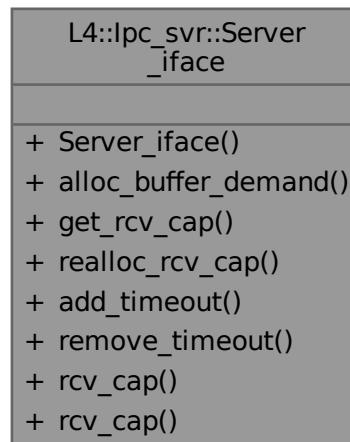 L4::Ipc_svr::Server
_iface
+ Server_iface()
+ alloc_buffer_demand()
+ get_rcv_cap()
+ realloc_rcv_cap()
+ add_timeout()
+ remove_timeout()
+ rcv_cap()
+ rcv_cap()